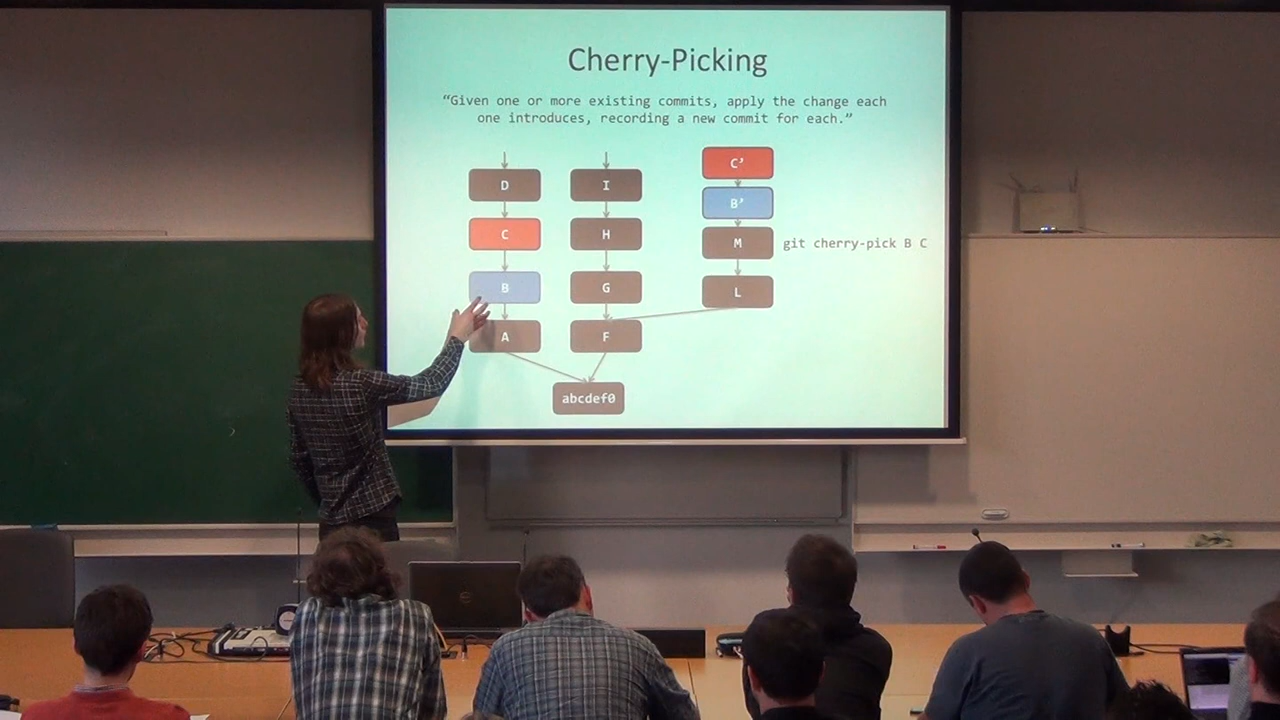 Cherry-Picking
“Given one or more existing commits, apply the change each
one introduces, recording a new commit for each.”
D
C
B
A
I
H
G
F
abcdef0
C’
B’
M
L
git cherry-pick B C